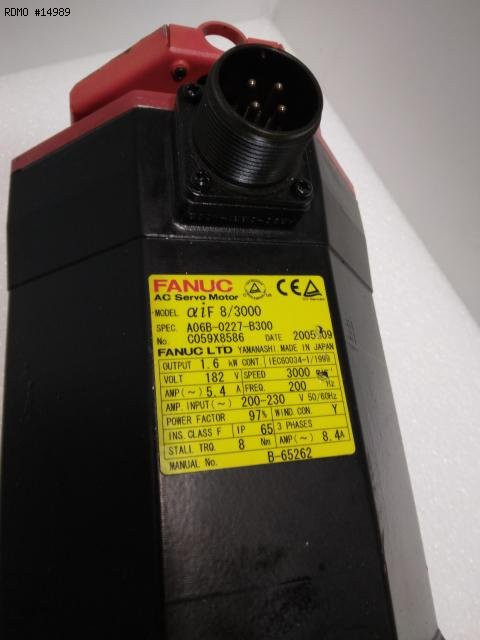 RDMO #14989
FANUC
AC Servo Motor
MODEL αiF 8/3000
SPEC. A06B-0227-B300
No. C059X8586 DATE 2005.09
FANUC LTD YAMANASHI MADE IN JAPAN
OUTPUT 1.6 kW CONT. IEC60034-1/1999
VOLT 182 V SPEED 3000
AMP(~) 5.4 A FREQ. 200 Hz
AMP. INPUT(~) 200-230 V 50/60Hz
POWER FACTOR 97% WIND.CON. Y
INS.CLASS F IP 65 3 PHASES
STALL TRQ. 8 Nm AMP(~) 8.4A
MANUAL No. B-65262